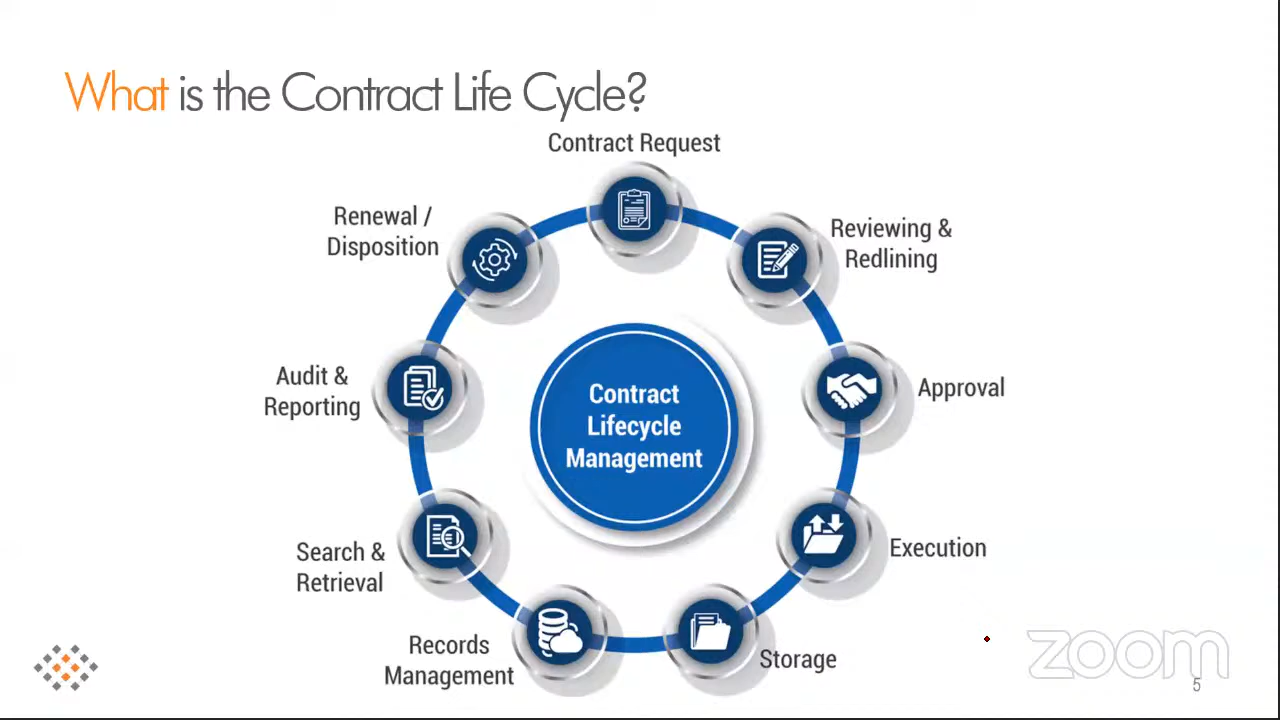 What is the Contract Life Cycle?
Contract Request
Reviewing &
Redlining
Approval
Execution
Storage
Records
Management
Search &
Retrieval
Audit &
Reporting
Renewal /
Disposition
Contract
Lifecycle
Management
zoom
5